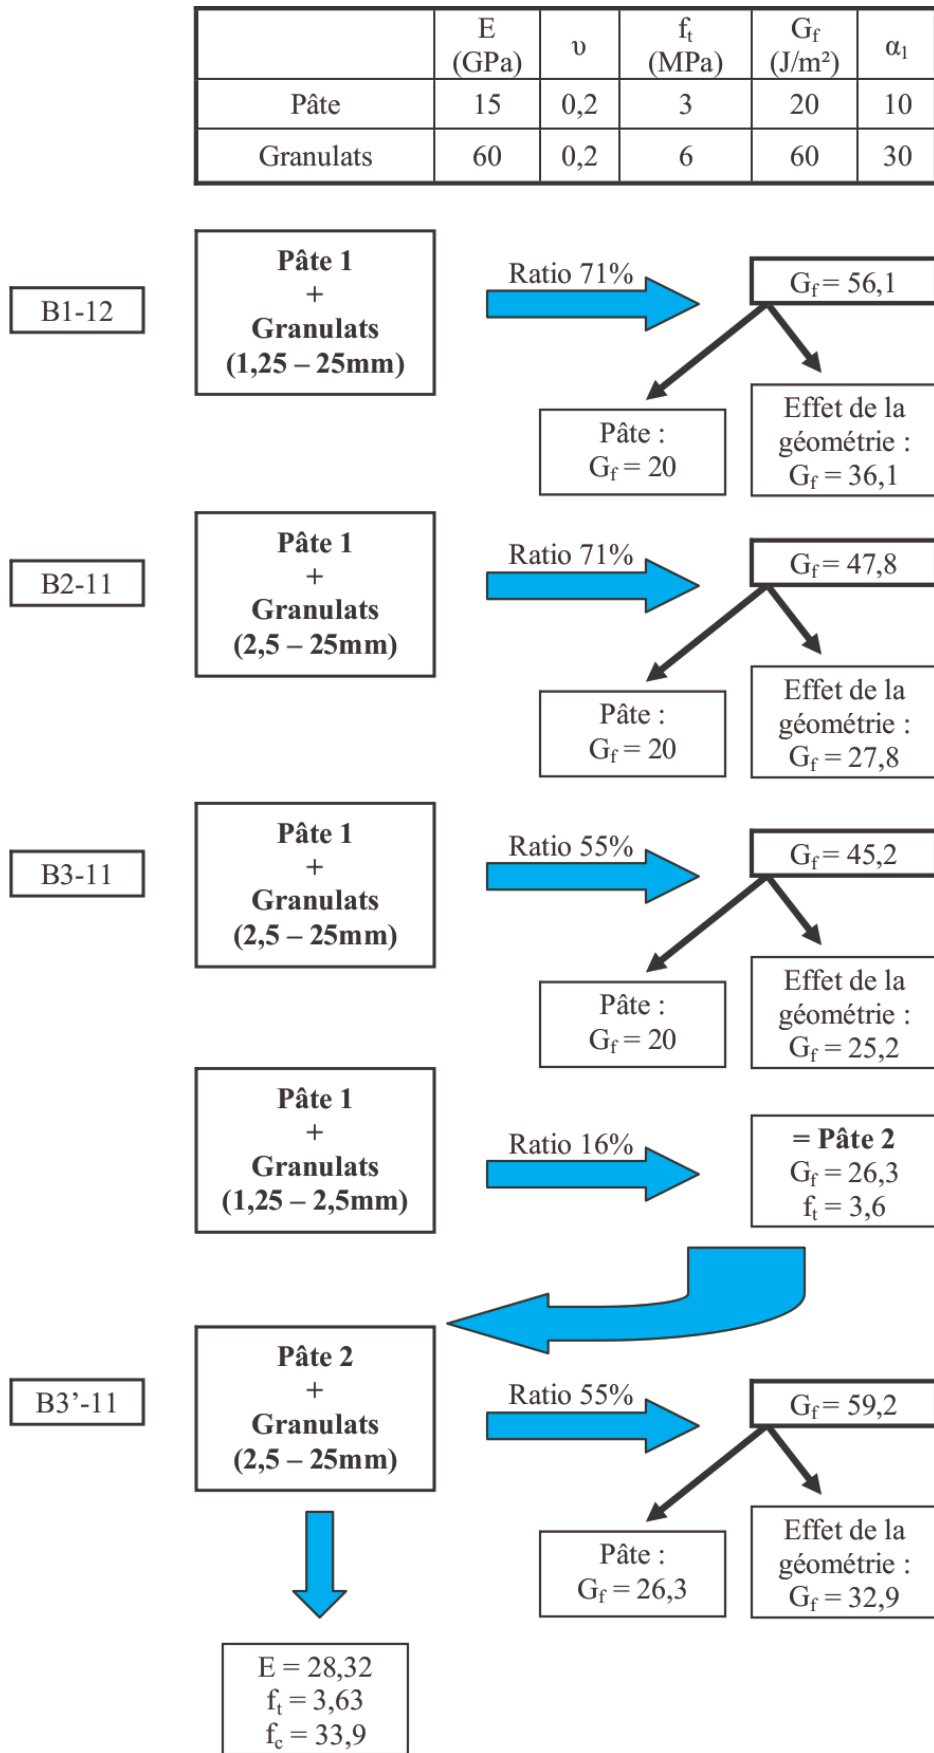 E υ f_t G_f α_1
(GPa) (MPa) (J/m²)
Pâte 15 0,2 3 20 10
Granulats 60 0,2 6 60 30
B1-12
Pâte 1
+
Granulats
(1,25 – 25mm)
Ratio 71%
G_f = 56,1
Pâte :
G_f = 20
Effet de la
géométrie :
G_f = 36,1
B2-11
Pâte 1
+
Granulats
(2,5 – 25mm)
Ratio 71%
G_f = 47,8
Pâte :
G_f = 20
Effet de la
géométrie :
G_f = 27,8
B3-11
Pâte 1
+
Granulats
(2,5 – 25mm)
Ratio 55%
G_f = 45,2
Pâte :
G_f = 20
Effet de la
géométrie :
G_f = 25,2
Pâte 1
+
Granulats
(1,25 – 2,5mm)
Ratio 16%
= Pâte 2
G_f = 26,3
f_t = 3,6
B3’-11
Pâte 2
+
Granulats
(2,5 – 25mm)
Ratio 55%
G_f = 59,2
Pâte :
G_f = 26,3
Effet de la
géométrie :
G_f = 32,9
E = 28,32
f_t = 3,63
f_c = 33,9